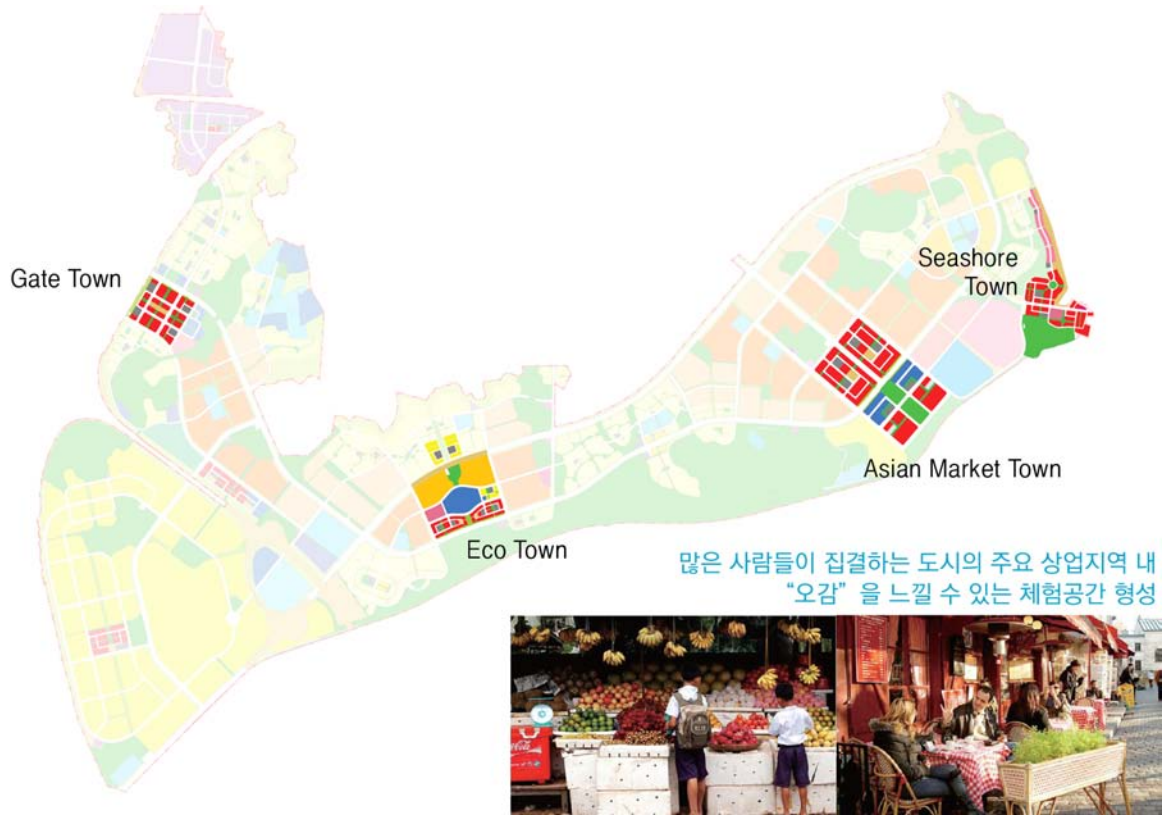 Gate Town
Seashore
Town
Asian Market Town
Eco Town
많은 사람들이 집결하는 도시의 주요 상업지역 내
“오감”을 느낄 수 있는 체험공간 형성
Coca-Cola